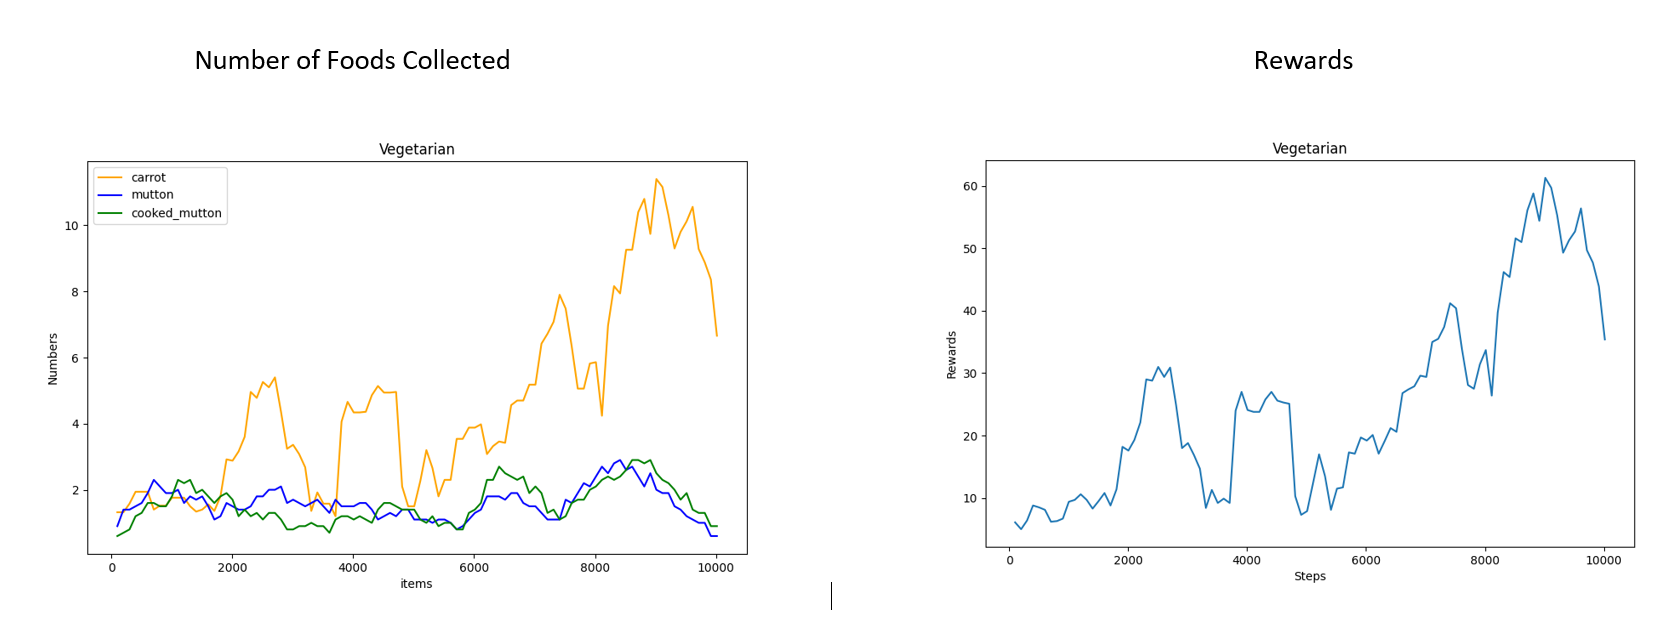 Number of Foods Collected
Rewards
Vegetarian
carrot
mutton
cooked_mutton
10
8
6
4
2
Numbers
0 2000 4000 6000 8000 10000
items
Vegetarian
60
50
40
30
20
10
Rewards
0 2000 4000 6000 8000 10000
Steps